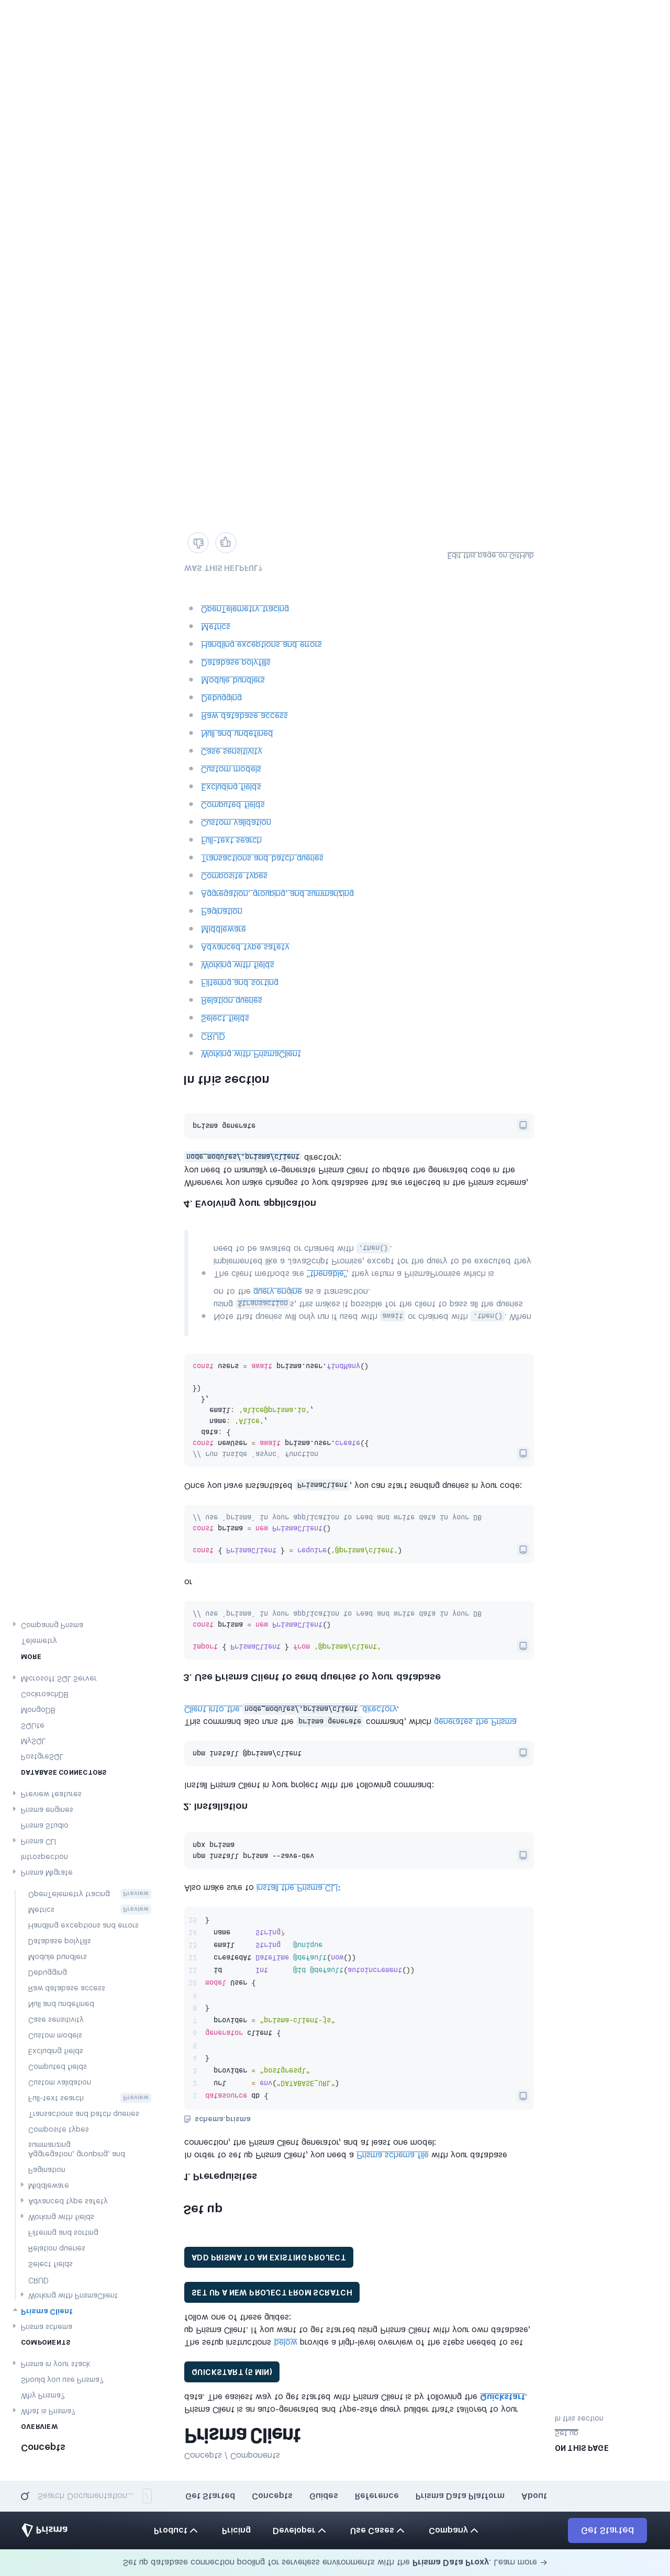 Set up database connection pooling for serverless environments with the Prisma Data Proxy. Learn more →
Prisma
Product
Pricing
Developer
Use Cases
Company
Get Started
Search Documentation...
/
Get Started
Concepts
Guides
Reference
Prisma Data Platform
About
Concepts
OVERVIEW
What is Prisma?
Why Prisma?
Should you use Prisma?
Prisma in your stack
COMPONENTS
Prisma schema
Prisma Client
Working with PrismaClient
CRUD
Select fields
Relation queries
Filtering and sorting
Working with fields
Advanced type safety
Middleware
Pagination
Aggregation, grouping, and
summarizing
Composite types
Transactions and batch queries
Full-text search
Preview
Custom validation
Computed fields
Excluding fields
Custom models
Case sensitivity
Null and undefined
Raw database access
Debugging
Module bundlers
Database polyfills
Handling exceptions and errors
Metrics
Preview
OpenTelemetry tracing
Preview
Prisma Migrate
Introspection
Prisma CLI
Prisma Studio
Prisma engines
Preview features
DATABASE CONNECTORS
PostgreSQL
MySQL
SQLite
MongoDB
CockroachDB
Microsoft SQL Server
MORE
Telemetry
Comparing Prisma
Concepts / Components
Prisma Client
Prisma Client is an auto-generated and type-safe query builder that's tailored to your
data. The easiest way to get started with Prisma Client is by following the Quickstart.
QUICKSTART (5 MIN)
The setup instructions below provide a high-level overview of the steps needed to set
up Prisma Client. If you want to get started using Prisma Client with your own database,
follow one of these guides:
SET UP A NEW PROJECT FROM SCRATCH
ADD PRISMA TO AN EXISTING PROJECT
Set up
1. Prerequisites
In order to set up Prisma Client, you need a Prisma schema file with your database
connection, the Prisma Client generator, and at least one model:
schema.prisma
1 datasource db {
2   url      = env("DATABASE_URL")
3   provider = "postgresql"
4 }
5
6 generator client {
7   provider = "prisma-client-js"
8 }
9
10 model User {
11   id        Int      @id @default(autoincrement())
12   createdAt DateTime @default(now())
13   email     String   @unique
14   name      String?
15 }
Also make sure to install the Prisma CLI:
npm install prisma --save-dev
npx prisma
2. Installation
Install Prisma Client in your project with the following command:
npm install @prisma/client
This command also runs the prisma generate command, which generates the Prisma
Client into the node_modules/.prisma/client directory.
3. Use Prisma Client to send queries to your database
import { PrismaClient } from '@prisma/client'
const prisma = new PrismaClient()
// use `prisma` in your application to read and write data in your DB
or
const { PrismaClient } = require('@prisma/client')
const prisma = new PrismaClient()
// use `prisma` in your application to read and write data in your DB
Once you have instantiated PrismaClient, you can start sending queries in your code:
// run inside `async` function
const newUser = await prisma.user.create({
  data: {
    name: 'Alice',
    email: 'alice@prisma.io',
  },
})
const users = await prisma.user.findMany()
Note that queries will only run if used with await or chained with .then(). When
using $transactions, this makes it possible for the client to pass all the queries
on to the query engine as a transaction.
The client methods are "thenable", they return a PrismaPromise which is
implemented like a JavaScript Promise, except for the query to be executed they
need to be awaited or chained with .then().
4. Evolving your application
Whenever you make changes to your database that are reflected in the Prisma schema,
you need to manually re-generate Prisma Client to update the generated code in the
node_modules/.prisma/client directory:
prisma generate
In this section
Working with PrismaClient
CRUD
Select fields
Relation queries
Filtering and sorting
Working with fields
Advanced type safety
Middleware
Pagination
Aggregation, grouping, and summarizing
Composite types
Transactions and batch queries
Full-text search
Custom validation
Computed fields
Excluding fields
Custom models
Case sensitivity
Null and undefined
Raw database access
Debugging
Module bundlers
Database polyfills
Handling exceptions and errors
Metrics
OpenTelemetry tracing
WAS THIS HELPFUL?
Edit this page on GitHub
ON THIS PAGE
Set up
In this section